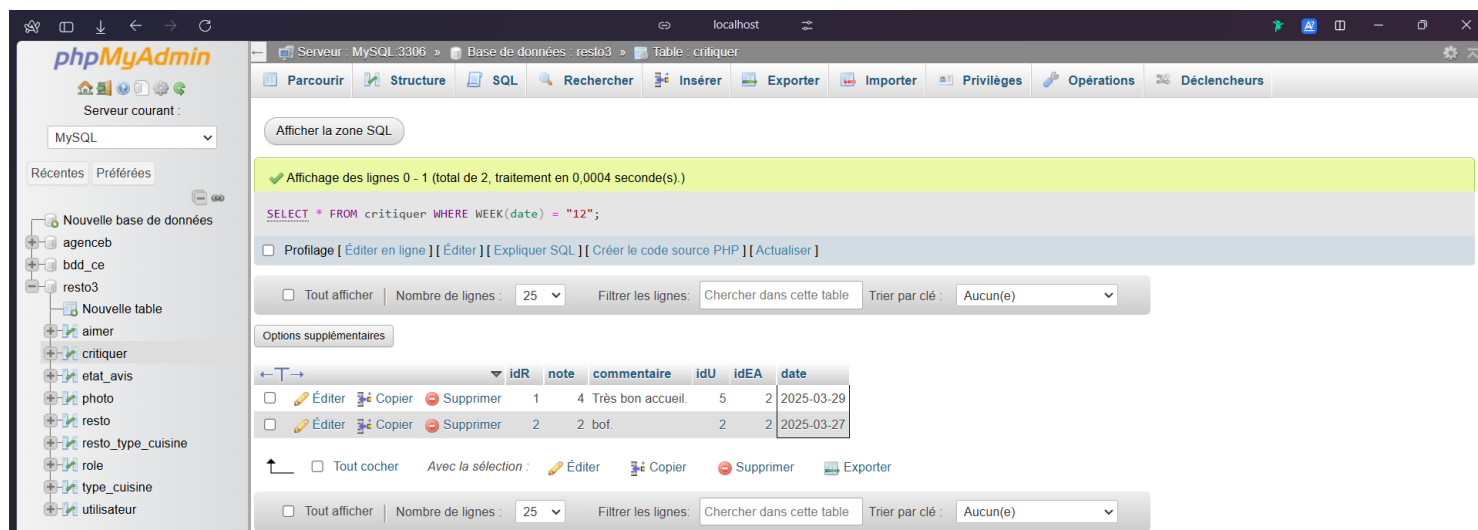 localhost
phpMyAdmin
Serveur courant :
MySQL
Récentes Préférées
Nouvelle base de données
agenceb
bdd_ce
resto3
Nouvelle table
aimer
critiquer
etat_avis
photo
resto
resto_type_cuisine
role
type_cuisine
utilisateur
Serveur : MySQL:3306 » Base de données : resto3 » Table : critiquer
Parcourir Structure SQL Rechercher Insérer Exporter Importer Privilèges Opérations Déclencheurs
Afficher la zone SQL
Affichage des lignes 0 - 1 (total de 2, traitement en 0,0004 seconde(s).)
SELECT * FROM critiquer WHERE WEEK(date) = "12";
Profilage [ Éditer en ligne ] [ Éditer ] [ Expliquer SQL ] [ Créer le code source PHP ] [ Actualiser ]
Tout afficher Nombre de lignes : 25 Filtrer les lignes: Chercher dans cette table Trier par clé : Aucun(e)
Options supplémentaires
←T→ idR note commentaire idU idEA date
Éditer Copier Supprimer 1 4 Très bon accueil. 5 2 2025-03-29
Éditer Copier Supprimer 2 2 bof. 2 2 2025-03-27
Tout cocher Avec la sélection : Éditer Copier Supprimer Exporter
Tout afficher Nombre de lignes : 25 Filtrer les lignes: Chercher dans cette table Trier par clé : Aucun(e)